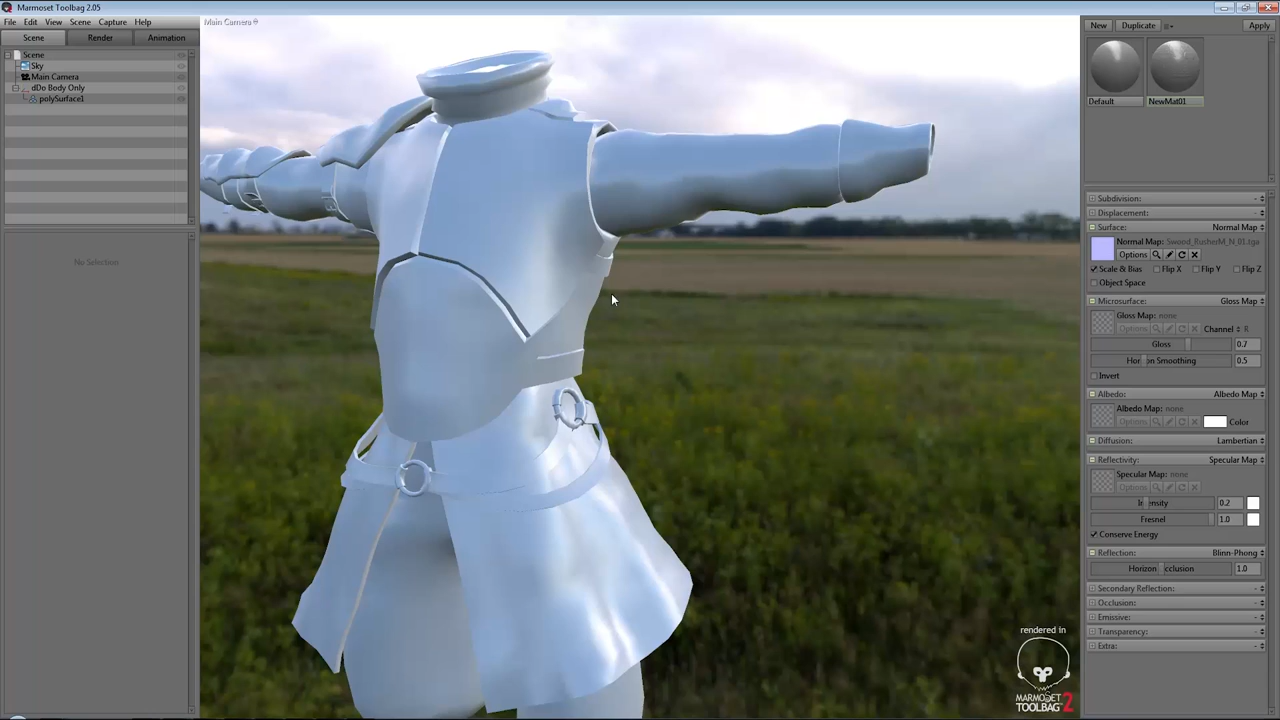 Marmoset Toolbag 2.05
File Edit View Scene Capture Help
Scene Render Animation
Scene
Sky
Main Camera
dDo Body Only
polySurface1
No Selection
Main Camera
New Duplicate Apply
Default NewMat01
Subdivision: -
Displacement: -
Surface: Normal Map
Normal Map: Swood_RusherM_N_01.tga
Options
Scale & Bias Flip X Flip Y Flip Z
Object Space
Microsurface: Gloss Map
Gloss Map: none
Options Channel R
Gloss 0.7
Horizon Smoothing 0.5
Invert
Albedo: Albedo Map
Albedo Map: none
Options Color
Diffusion: Lambertian
Reflectivity: Specular Map
Specular Map: none
Options
Intensity 0.2
Fresnel 1.0
Conserve Energy
Reflection: Blinn-Phong
Horizon Occlusion 1.0
Secondary Reflection: -
Occlusion: -
Emissive: -
Transparency: -
Extra: -
rendered in
MARMOSET
TOOLBAG 2